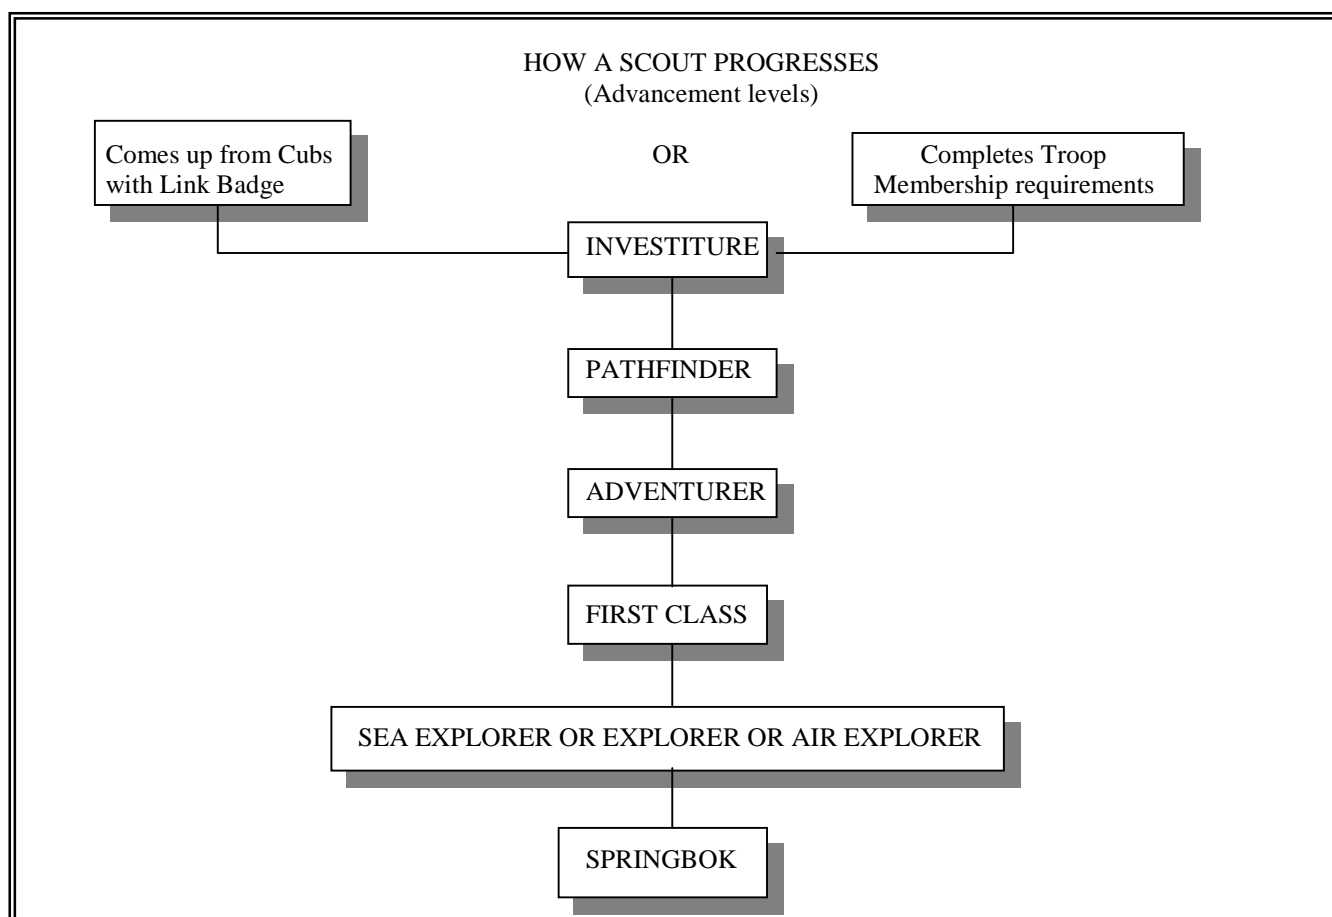 HOW A SCOUT PROGRESSES
(Advancement levels)
Comes up from Cubs
with Link Badge
OR
Completes Troop
Membership requirements
INVESTITURE
PATHFINDER
ADVENTURER
FIRST CLASS
SEA EXPLORER OR EXPLORER OR AIR EXPLORER
SPRINGBOK